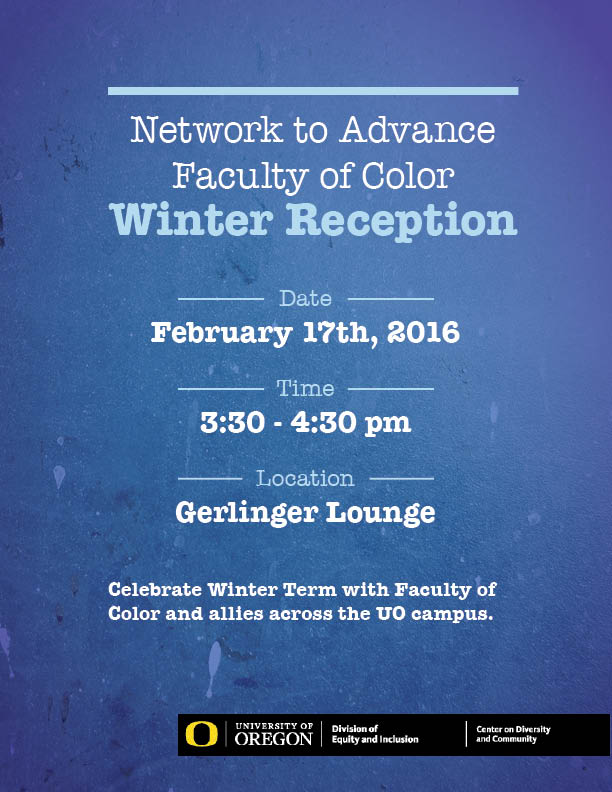 Network to Advance
Faculty of Color
Winter Reception
Date
February 17th, 2016
Time
3:30 - 4:30 pm
Location
Gerlinger Lounge
Celebrate Winter Term with Faculty of
Color and allies across the UO campus.
O
UNIVERSITY OF
OREGON
Division of
Equity and Inclusion
Center on Diversity
and Community